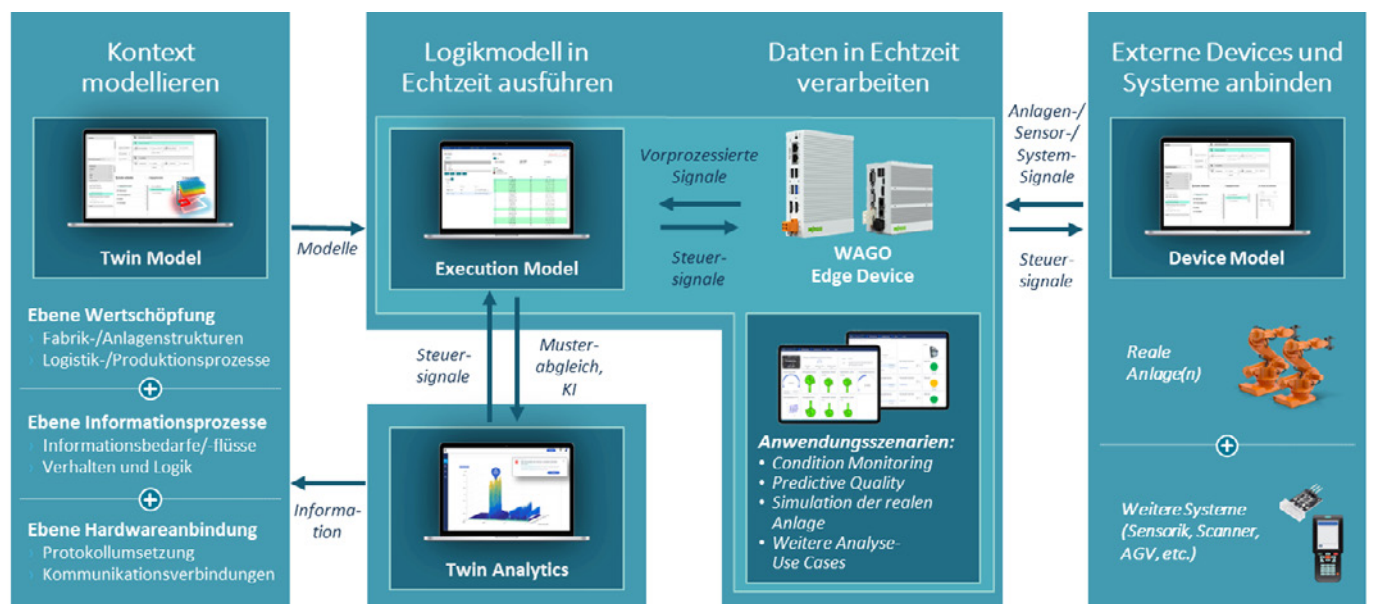 Kontext
modellieren
Twin Model
Ebene Wertschöpfung
Fabrik-/Anlagenstrukturen
Logistik-/Produktionsprozesse
Ebene Informationsprozesse
Informationsbedarfe/-flüsse
Verhalten und Logik
Ebene Hardwareanbindung
Protokollumsetzung
Kommunikationsverbindungen
Modelle
Informa-
tion
Logikmodell in
Echtzeit ausführen
Execution Model
Steuer-
signale
Muster-
abgleich,
KI
Twin Analytics
Daten in Echtzeit
verarbeiten
Vorprozessierte
Signale
Steuer-
signale
WAGO
Edge Device
Anwendungsszenarien:
• Condition Monitoring
• Predictive Quality
• Simulation der realen
Anlage
• Weitere Analyse-
Use Cases
Anlagen-/
Sensor-/
System-
Signale
Steuer-
signale
Externe Devices und
Systeme anbinden
Device Model
Reale
Anlage(n)
Weitere Systeme
(Sensorik, Scanner,
AGV, etc.)